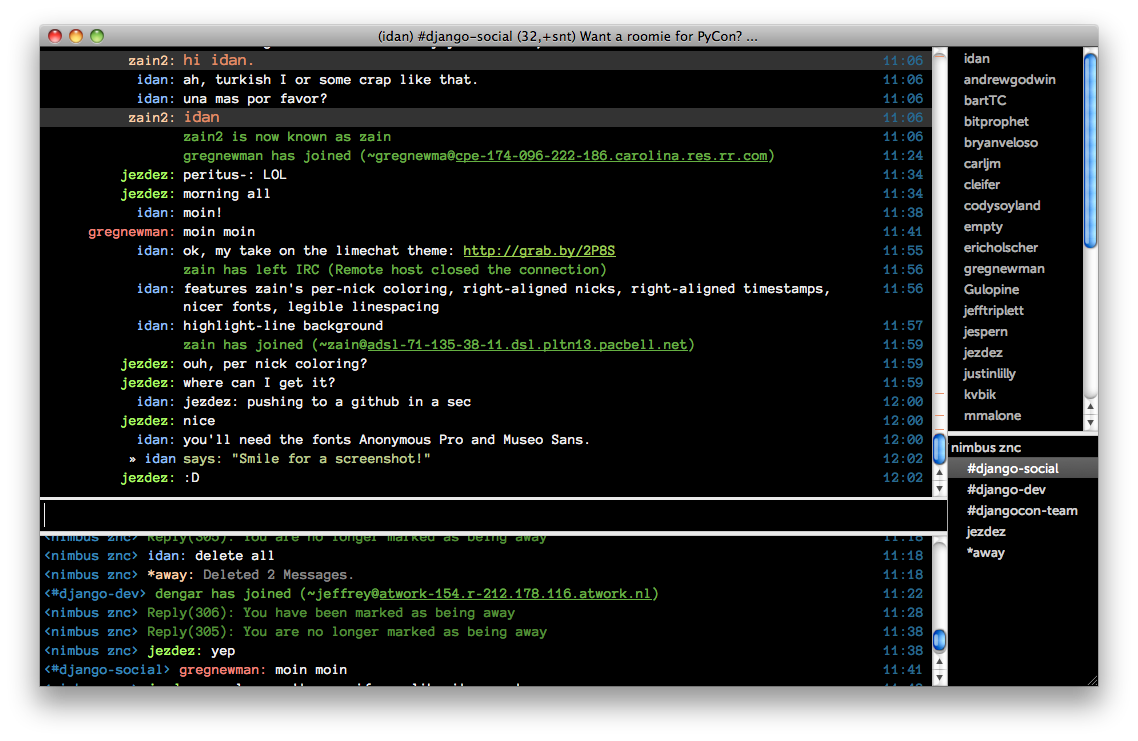 (idan) #django-social (32,+snt) Want a roomie for PyCon? ...
zain2: hi idan. 11:06
idan: ah, turkish I or some crap like that. 11:06
idan: una mas por favor? 11:06
zain2: idan 11:06
zain2 is now known as zain 11:06
gregnewman has joined (~gregnewma@cpe-174-096-222-186.carolina.res.rr.com) 11:24
jezdez: peritus-: LOL 11:34
jezdez: morning all 11:34
idan: moin! 11:38
gregnewman: moin moin 11:41
idan: ok, my take on the limechat theme: http://grab.by/2P8S 11:55
zain has left IRC (Remote host closed the connection) 11:56
idan: features zain's per-nick coloring, right-aligned nicks, right-aligned timestamps, 11:56
nicer fonts, legible linespacing
idan: highlight-line background 11:57
zain has joined (~zain@adsl-71-135-38-11.dsl.pltn13.pacbell.net) 11:59
jezdez: ouh, per nick coloring? 11:59
jezdez: where can I get it? 11:59
idan: jezdez: pushing to a github in a sec 12:00
jezdez: nice 12:00
idan: you'll need the fonts Anonymous Pro and Museo Sans. 12:00
» idan says: "Smile for a screenshot!" 12:02
jezdez: :D 12:02
<nimbus znc> Reply(305): You are no longer marked as being away 11:18
<nimbus znc> idan: delete all 11:18
<nimbus znc> *away: Deleted 2 Messages. 11:18
<#django-dev> dengar has joined (~jeffrey@atwork-154.r-212.178.116.atwork.nl) 11:22
<nimbus znc> Reply(306): You have been marked as being away 11:28
<nimbus znc> Reply(305): You are no longer marked as being away 11:38
<nimbus znc> jezdez: yep 11:38
<#django-social> gregnewman: moin moin 11:41
idan
andrewgodwin
bartTC
bitprophet
bryanveloso
carljm
cleifer
codysoyland
empty
ericholscher
gregnewman
Gulopine
jefftriplett
jespern
jezdez
justinlilly
kvbik
mmalone
nimbus znc
#django-social
#django-dev
#djangocon-team
jezdez
*away